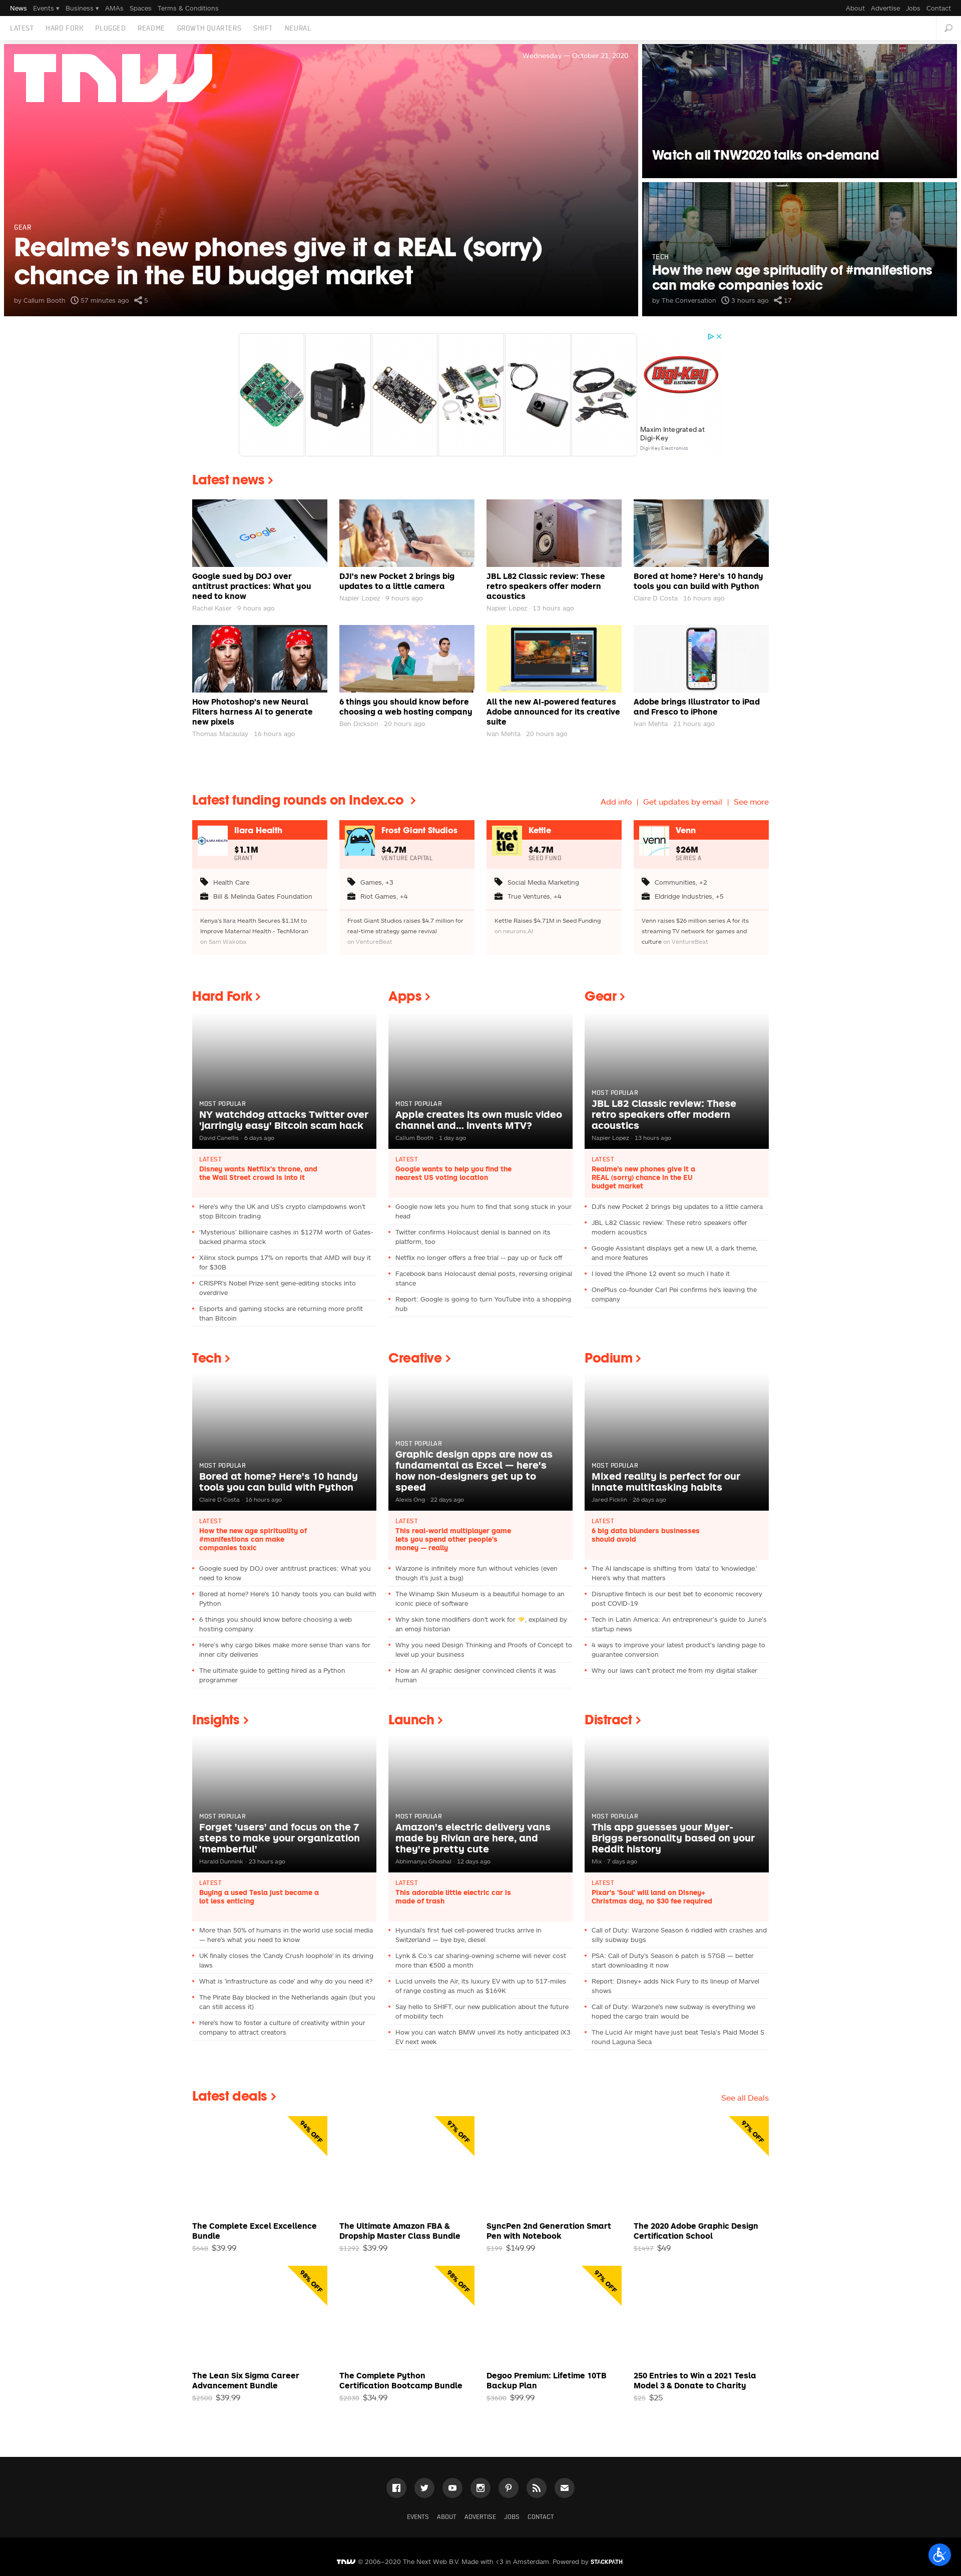 News Events ▾ Business ▾ AMAs Spaces Terms & Conditions About Advertise Jobs Contact
LATEST HARD FORK PLUGGED README GROWTH QUARTERS SHIFT NEURAL
TNW
Wednesday — October 21, 2020
GEAR
Realme's new phones give it a REAL (sorry)
chance in the EU budget market
by Callum Booth 57 minutes ago 5
Watch all TNW2020 talks on-demand
TECH
How the new age spirituality of #manifestions
can make companies toxic
by The Conversation 3 hours ago 17
Digi-Key
ELECTRONICS
Maxim Integrated at
Digi-Key
Digi-Key Electronics
Latest news
Google
Google sued by DOJ over
antitrust practices: What you
need to know
Rachel Kaser · 9 hours ago
DJI's new Pocket 2 brings big
updates to a little camera
Napier Lopez · 9 hours ago
JBL L82 Classic review: These
retro speakers offer modern
acoustics
Napier Lopez · 13 hours ago
Bored at home? Here's 10 handy
tools you can build with Python
Claire D Costa · 16 hours ago
How Photoshop's new Neural
Filters harness AI to generate
new pixels
Thomas Macaulay · 16 hours ago
6 things you should know before
choosing a web hosting company
Ben Dickson · 20 hours ago
All the new AI-powered features
Adobe announced for its creative
suite
Ivan Mehta · 20 hours ago
Adobe brings Illustrator to iPad
and Fresco to iPhone
Ivan Mehta · 21 hours ago
Latest funding rounds on Index.co
Add info | Get updates by email | See more
ILARA HEALTH
Ilara Health
$1.1M
GRANT
Health Care
Bill & Melinda Gates Foundation
Kenya's Ilara Health Secures $1.1M to
Improve Maternal Health - TechMoran
on Sam Wakoba
Frost Giant Studios
$4.7M
VENTURE CAPITAL
Games, +3
Riot Games, +4
Frost Giant Studios raises $4.7 million for
real-time strategy game revival
on VentureBeat
ket
tle
Kettle
$4.7M
SEED FUND
Social Media Marketing
True Ventures, +4
Kettle Raises $4.71M in Seed Funding
on neurons.AI
venn
Venn
$26M
SERIES A
Communities, +2
Eldridge Industries, +5
Venn raises $26 million series A for its
streaming TV network for games and
culture on VentureBeat
Hard Fork
MOST POPULAR
NY watchdog attacks Twitter over
'jarringly easy' Bitcoin scam hack
David Canellis · 6 days ago
LATEST
Disney wants Netflix's throne, and
the Wall Street crowd is into it
Here's why the UK and US's crypto clampdowns won't
stop Bitcoin trading
'Mysterious' billionaire cashes in $127M worth of Gates-
backed pharma stock
Xilinx stock pumps 17% on reports that AMD will buy it
for $30B
CRISPR's Nobel Prize sent gene-editing stocks into
overdrive
Esports and gaming stocks are returning more profit
than Bitcoin
Apps
MOST POPULAR
Apple creates its own music video
channel and… invents MTV?
Callum Booth · 1 day ago
LATEST
Google wants to help you find the
nearest US voting location
Google now lets you hum to find that song stuck in your
head
Twitter confirms Holocaust denial is banned on its
platform, too
Netflix no longer offers a free trial -- pay up or fuck off
Facebook bans Holocaust denial posts, reversing original
stance
Report: Google is going to turn YouTube into a shopping
hub
Gear
MOST POPULAR
JBL L82 Classic review: These
retro speakers offer modern
acoustics
Napier Lopez · 13 hours ago
LATEST
Realme's new phones give it a
REAL (sorry) chance in the EU
budget market
DJI's new Pocket 2 brings big updates to a little camera
JBL L82 Classic review: These retro speakers offer
modern acoustics
Google Assistant displays get a new UI, a dark theme,
and more features
I loved the iPhone 12 event so much I hate it
OnePlus co-founder Carl Pei confirms he's leaving the
company
Tech
MOST POPULAR
Bored at home? Here's 10 handy
tools you can build with Python
Claire D Costa · 16 hours ago
LATEST
How the new age spirituality of
#manifestions can make
companies toxic
Google sued by DOJ over antitrust practices: What you
need to know
Bored at home? Here's 10 handy tools you can build with
Python
6 things you should know before choosing a web
hosting company
Here's why cargo bikes make more sense than vans for
inner city deliveries
The ultimate guide to getting hired as a Python
programmer
Creative
MOST POPULAR
Graphic design apps are now as
fundamental as Excel — here's
how non-designers get up to
speed
Alexis Ong · 22 days ago
LATEST
This real-world multiplayer game
lets you spend other people's
money — really
Warzone is infinitely more fun without vehicles (even
though it's just a bug)
The Winamp Skin Museum is a beautiful homage to an
iconic piece of software
Why skin tone modifiers don't work for 🤝, explained by
an emoji historian
Why you need Design Thinking and Proofs of Concept to
level up your business
How an AI graphic designer convinced clients it was
human
Podium
MOST POPULAR
Mixed reality is perfect for our
innate multitasking habits
Jared Ficklin · 26 days ago
LATEST
6 big data blunders businesses
should avoid
The AI landscape is shifting from 'data' to 'knowledge.'
Here's why that matters
Disruptive fintech is our best bet to economic recovery
post COVID-19
Tech in Latin America: An entrepreneur's guide to June's
startup news
4 ways to improve your latest product's landing page to
guarantee conversion
Why our laws can't protect me from my digital stalker
Insights
MOST POPULAR
Forget 'users' and focus on the 7
steps to make your organization
'memberful'
Harald Dunnink · 23 hours ago
LATEST
Buying a used Tesla just became a
lot less enticing
More than 50% of humans in the world use social media
— here's what you need to know
UK finally closes the 'Candy Crush loophole' in its driving
laws
What is 'infrastructure as code' and why do you need it?
The Pirate Bay blocked in the Netherlands again (but you
can still access it)
Here's how to foster a culture of creativity within your
company to attract creators
Launch
MOST POPULAR
Amazon's electric delivery vans
made by Rivian are here, and
they're pretty cute
Abhimanyu Ghoshal · 12 days ago
LATEST
This adorable little electric car is
made of trash
Hyundai's first fuel cell-powered trucks arrive in
Switzerland — bye bye, diesel
Lynk & Co.'s car sharing-owning scheme will never cost
more than €500 a month
Lucid unveils the Air, its luxury EV with up to 517-miles
of range costing as much as $169K
Say hello to SHIFT, our new publication about the future
of mobility tech
How you can watch BMW unveil its hotly anticipated iX3
EV next week
Distract
MOST POPULAR
This app guesses your Myer-
Briggs personality based on your
Reddit history
Mix · 7 days ago
LATEST
Pixar's 'Soul' will land on Disney+
Christmas day, no $30 fee required
Call of Duty: Warzone Season 6 riddled with crashes and
silly subway bugs
PSA: Call of Duty's Season 6 patch is 57GB — better
start downloading it now
Report: Disney+ adds Nick Fury to its lineup of Marvel
shows
Call of Duty: Warzone's new subway is everything we
hoped the cargo train would be
The Lucid Air might have just beat Tesla's Plaid Model S
round Laguna Seca
Latest deals
See all Deals
94% OFF
The Complete Excel Excellence
Bundle
$648 $39.99
97% OFF
The Ultimate Amazon FBA &
Dropship Master Class Bundle
$1292 $39.99
SyncPen 2nd Generation Smart
Pen with Notebook
$199 $149.99
97% OFF
The 2020 Adobe Graphic Design
Certification School
$1497 $49
98% OFF
The Lean Six Sigma Career
Advancement Bundle
$2500 $39.99
98% OFF
The Complete Python
Certification Bootcamp Bundle
$2030 $34.99
97% OFF
Degoo Premium: Lifetime 10TB
Backup Plan
$3600 $99.99
250 Entries to Win a 2021 Tesla
Model 3 & Donate to Charity
$25 $25
EVENTS ABOUT ADVERTISE JOBS CONTACT
TNW © 2006–2020 The Next Web B.V. Made with <3 in Amsterdam. Powered by STACKPATH